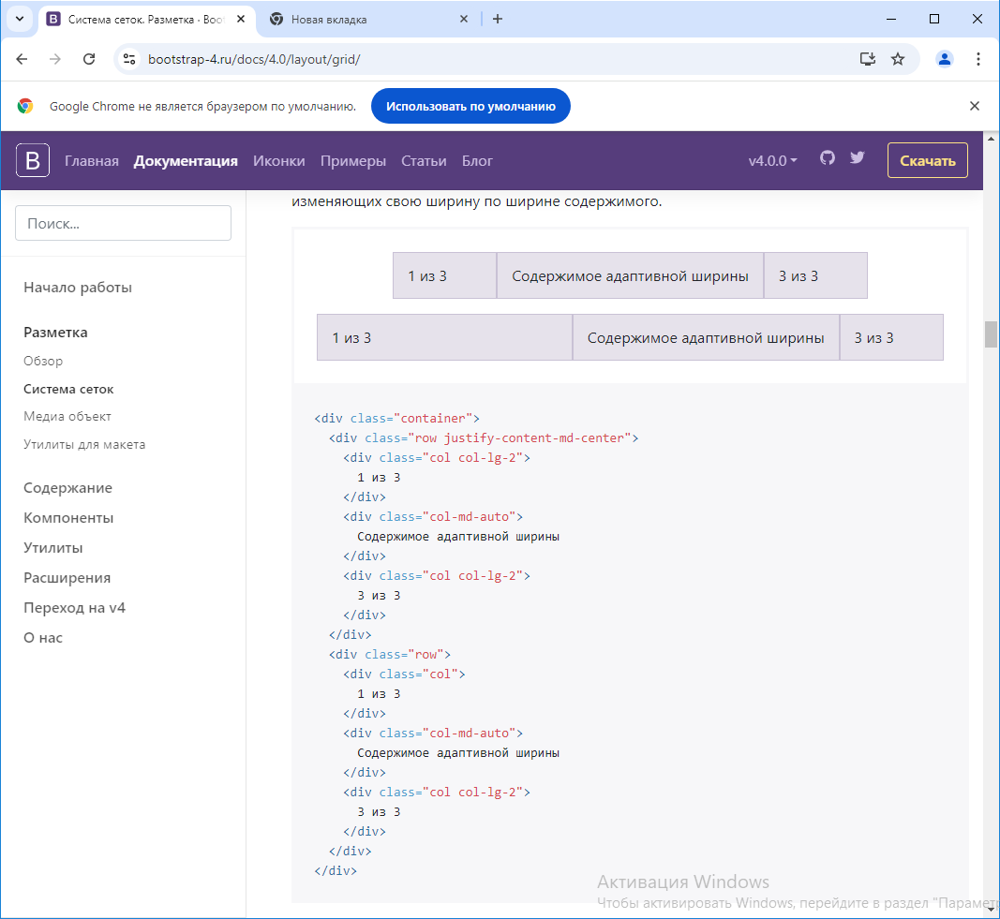 Система сеток. Разметка · Boo
Новая вкладка
bootstrap-4.ru/docs/4.0/layout/grid/
Google Chrome не является браузером по умолчанию.
Использовать по умолчанию
B
Главная
Документация
Иконки
Примеры
Статьи
Блог
v4.0.0
Скачать
Поиск...
Начало работы
Разметка
Обзор
Система сеток
Медиа объект
Утилиты для макета
Содержание
Компоненты
Утилиты
Расширения
Переход на v4
О нас
изменяющих свою ширину по ширине содержимого.
1 из 3 Содержимое адаптивной ширины 3 из 3
1 из 3 Содержимое адаптивной ширины 3 из 3
<div class="container">
  <div class="row justify-content-md-center">
    <div class="col col-lg-2">
      1 из 3
    </div>
    <div class="col-md-auto">
      Содержимое адаптивной ширины
    </div>
    <div class="col col-lg-2">
      3 из 3
    </div>
  </div>
  <div class="row">
    <div class="col">
      1 из 3
    </div>
    <div class="col-md-auto">
      Содержимое адаптивной ширины
    </div>
    <div class="col col-lg-2">
      3 из 3
    </div>
  </div>
</div>
Активация Windows
Чтобы активировать Windows, перейдите в раздел "Параметр